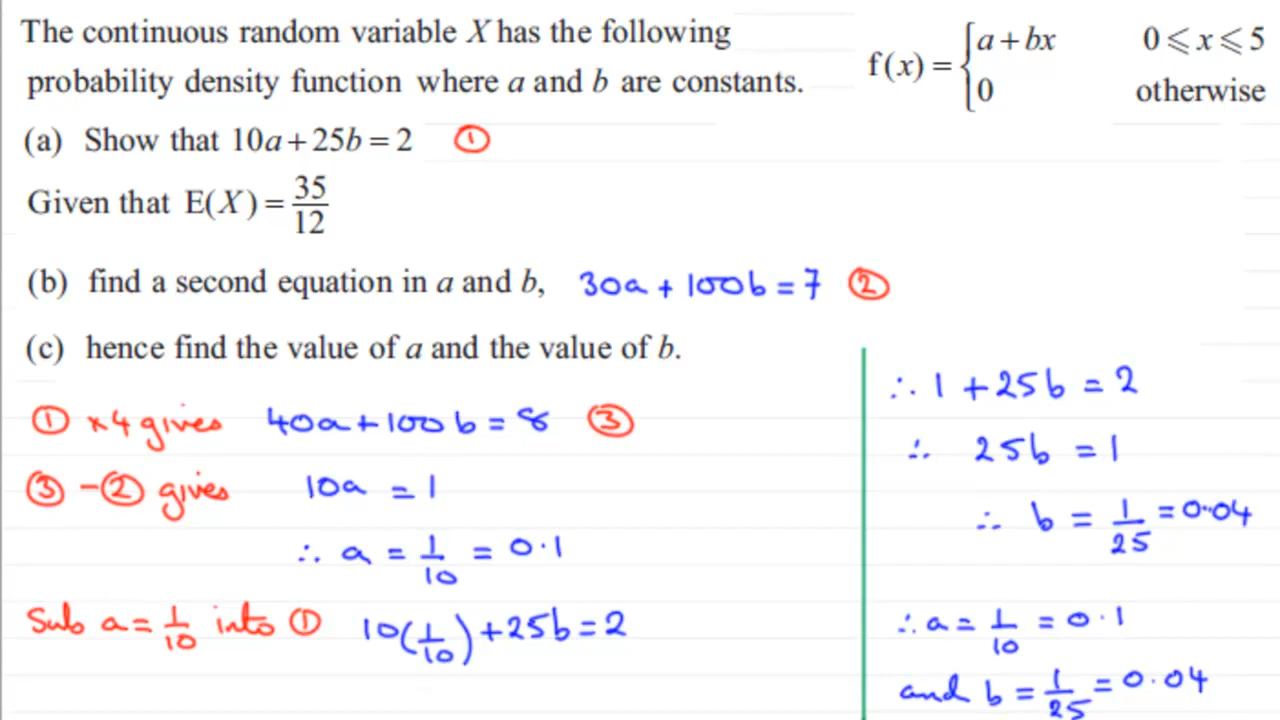 The continuous random variable X has the following
probability density function where a and b are constants.
f(x) = { a + bx 0 ⩽ x ⩽ 5
0 otherwise
(a) Show that 10a + 25b = 2 ①
Given that E(X) = 35/12
(b) find a second equation in a and b, 30a + 100b = 7 ②
(c) hence find the value of a and the value of b.
① ×4 gives 40a + 100b = 8 ③
③ - ② gives 10a = 1
∴ a = 1/10 = 0·1
Sub a = 1/10 into ① 10(1/10) + 25b = 2
∴ 1 + 25b = 2
∴ 25b = 1
∴ b = 1/25 = 0·04
∴ a = 1/10 = 0·1
and b = 1/25 = 0·04